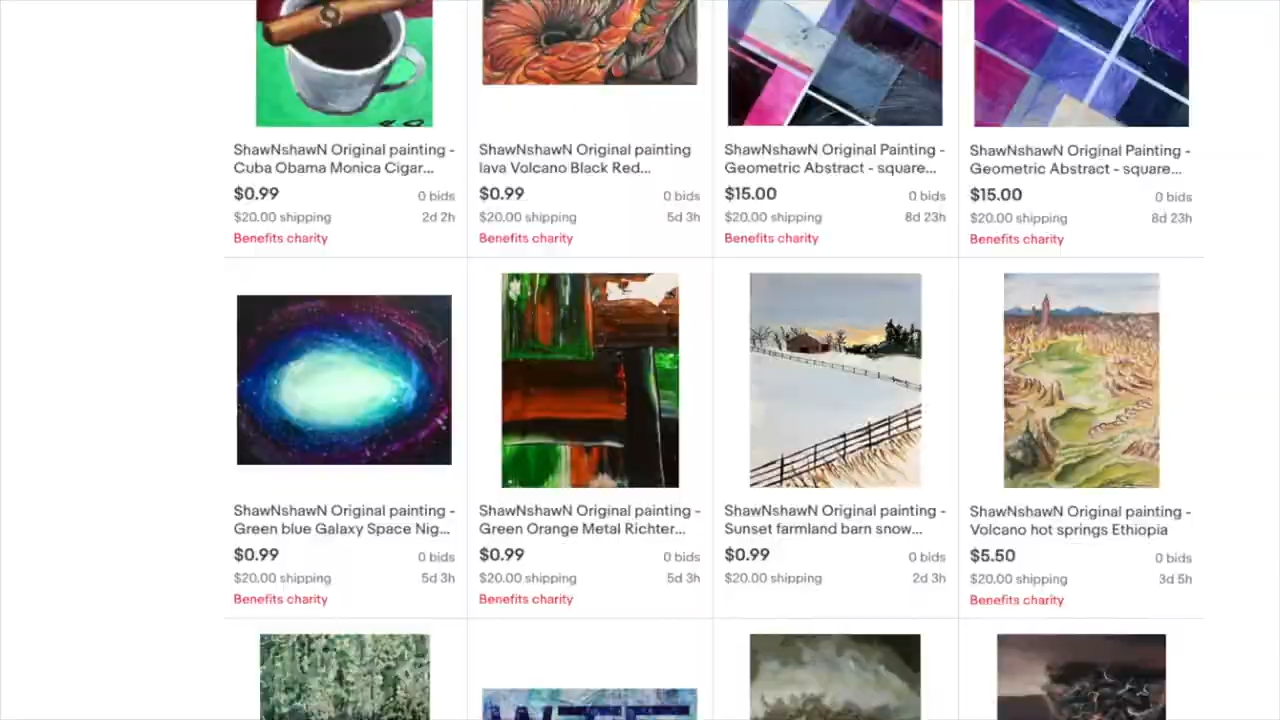 ShawNshawN Original painting -
Cuba Obama Monica Cigar...
$0.99
0 bids
$20.00 shipping
2d 2h
Benefits charity
ShawNshawN Original painting
lava Volcano Black Red...
$0.99
0 bids
$20.00 shipping
5d 3h
Benefits charity
ShawNshawN Original Painting -
Geometric Abstract - square...
$15.00
0 bids
$20.00 shipping
8d 23h
Benefits charity
ShawNshawN Original Painting -
Geometric Abstract - square...
$15.00
0 bids
$20.00 shipping
8d 23h
Benefits charity
ShawNshawN Original painting -
Green blue Galaxy Space Nig...
$0.99
0 bids
$20.00 shipping
5d 3h
Benefits charity
ShawNshawN Original painting -
Green Orange Metal Richter...
$0.99
0 bids
$20.00 shipping
5d 3h
Benefits charity
ShawNshawN Original painting -
Sunset farmland barn snow...
$0.99
0 bids
$20.00 shipping
2d 3h
ShawNshawN Original painting -
Volcano hot springs Ethiopia
$5.50
0 bids
$20.00 shipping
3d 5h
Benefits charity